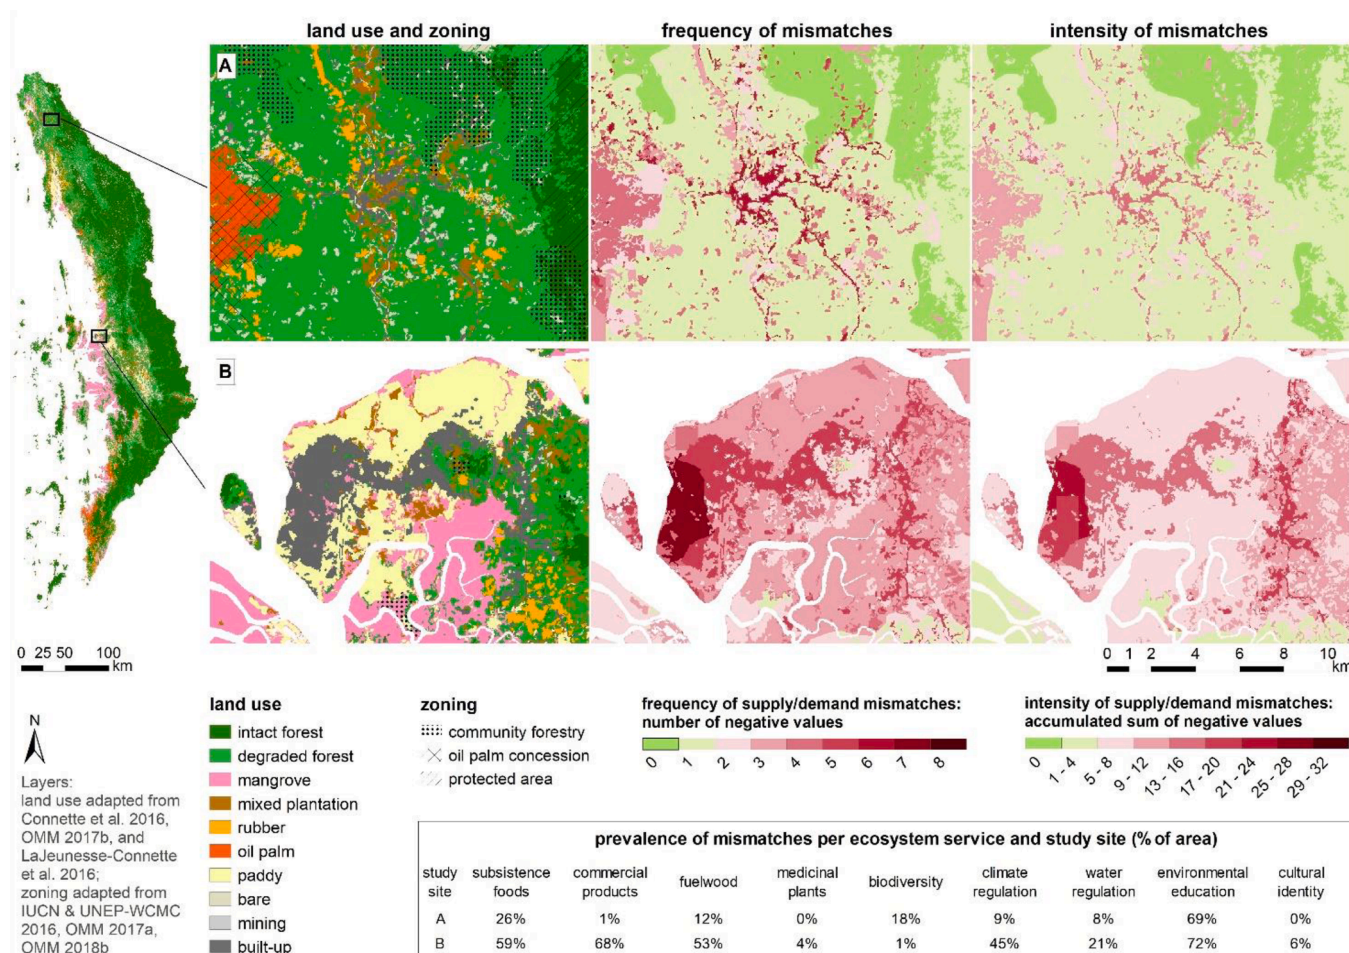 land use and zoning
frequency of mismatches
intensity of mismatches
A
B
0 25 50 100
km
0 1 2 4 6 8 10
km
N
Layers:
land use adapted from
Connette et al. 2016,
OMM 2017b, and
LaJeunesse-Connette
et al. 2016;
zoning adapted from
IUCN & UNEP-WCMC
2016, OMM 2017a,
OMM 2018b
land use
intact forest
degraded forest
mangrove
mixed plantation
rubber
oil palm
paddy
bare
mining
built-up
zoning
community forestry
oil palm concession
protected area
frequency of supply/demand mismatches:
number of negative values
0 1 2 3 4 5 6 7 8
intensity of supply/demand mismatches:
accumulated sum of negative values
0 1 - 4 5 - 8 9 - 12 13 - 16 17 - 20 21 - 24 25 - 28 29 - 32
prevalence of mismatches per ecosystem service and study site (% of area)
study site subsistence foods commercial products fuelwood medicinal plants biodiversity climate regulation water regulation environmental education cultural identity
A 26% 1% 12% 0% 18% 9% 8% 69% 0%
B 59% 68% 53% 4% 1% 45% 21% 72% 6%